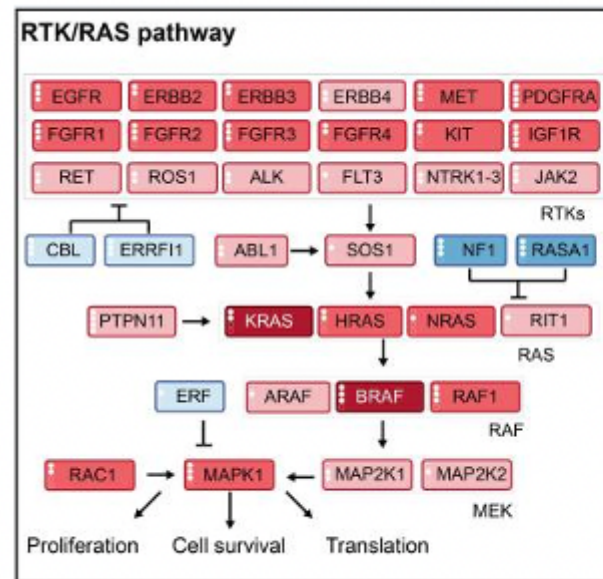 RTK/RAS pathway
EGFR ERBB2 ERBB3 ERBB4 MET PDGFRA
FGFR1 FGFR2 FGFR3 FGFR4 KIT IGF1R
RET ROS1 ALK FLT3 NTRK1-3 JAK2
RTKs
CBL ERRFI1 ABL1 SOS1 NF1 RASA1
PTPN11 KRAS HRAS NRAS RIT1
RAS
ERF ARAF BRAF RAF1
RAF
RAC1 MAPK1 MAP2K1 MAP2K2
MEK
Proliferation Cell survival Translation